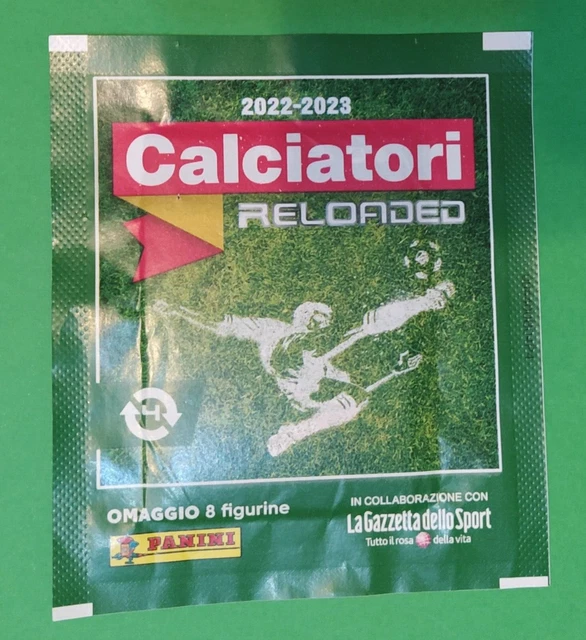 2022-2023
Calciatori
RELOADED
4
OMAGGIO 8 figurine
PANINI
IN COLLABORAZIONE CON
La Gazzetta dello Sport
Tutto il rosa della vita